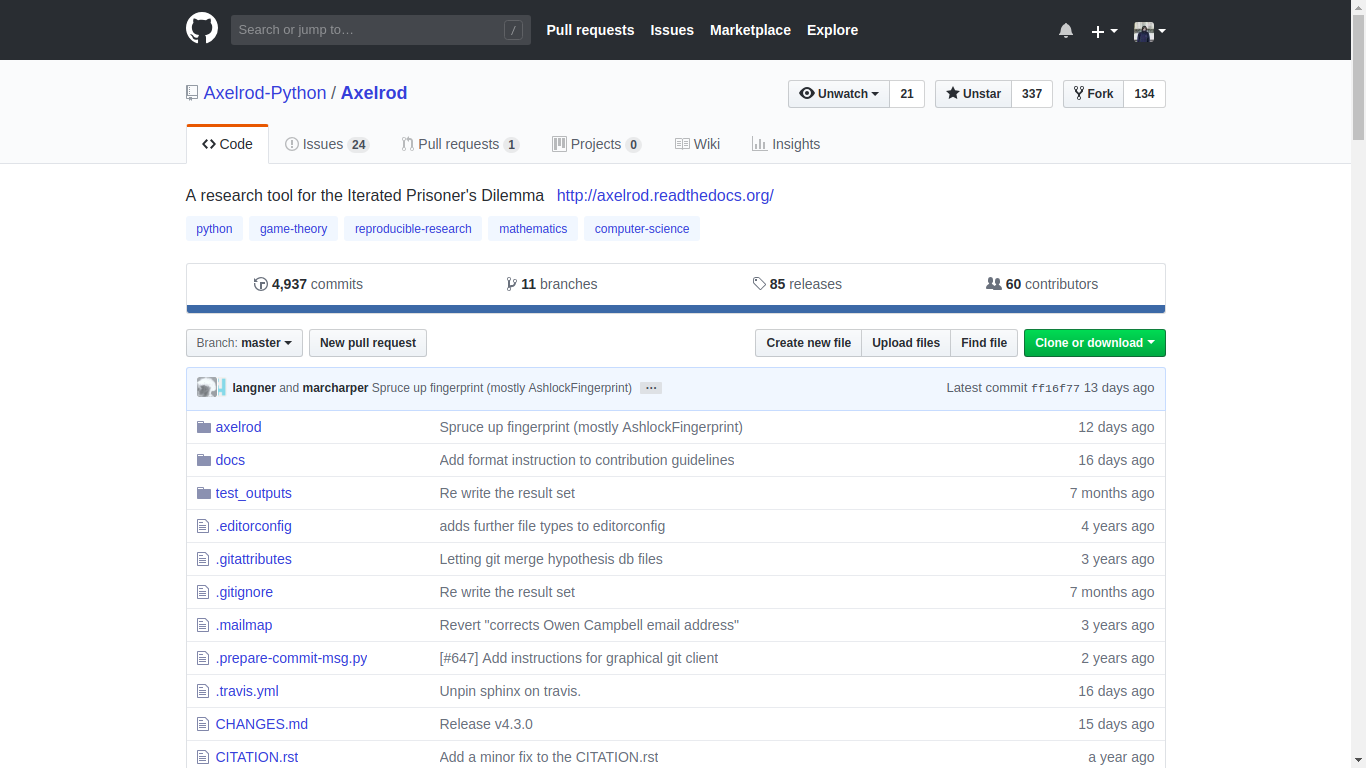 Search or jump to… / Pull requests Issues Marketplace Explore
Axelrod-Python / Axelrod Unwatch 21 Unstar 337 Fork 134
Code Issues 24 Pull requests 1 Projects 0 Wiki Insights
A research tool for the Iterated Prisoner's Dilemma http://axelrod.readthedocs.org/
python game-theory reproducible-research mathematics computer-science
4,937 commits 11 branches 85 releases 60 contributors
Branch: master New pull request Create new file Upload files Find file Clone or download
langner and marcharper Spruce up fingerprint (mostly AshlockFingerprint) … Latest commit ff16f77 13 days ago
axelrod Spruce up fingerprint (mostly AshlockFingerprint) 12 days ago
docs Add format instruction to contribution guidelines 16 days ago
test_outputs Re write the result set 7 months ago
.editorconfig adds further file types to editorconfig 4 years ago
.gitattributes Letting git merge hypothesis db files 3 years ago
.gitignore Re write the result set 7 months ago
.mailmap Revert "corrects Owen Campbell email address" 3 years ago
.prepare-commit-msg.py [#647] Add instructions for graphical git client 2 years ago
.travis.yml Unpin sphinx on travis. 16 days ago
CHANGES.md Release v4.3.0 15 days ago
CITATION.rst Add a minor fix to the CITATION.rst a year ago